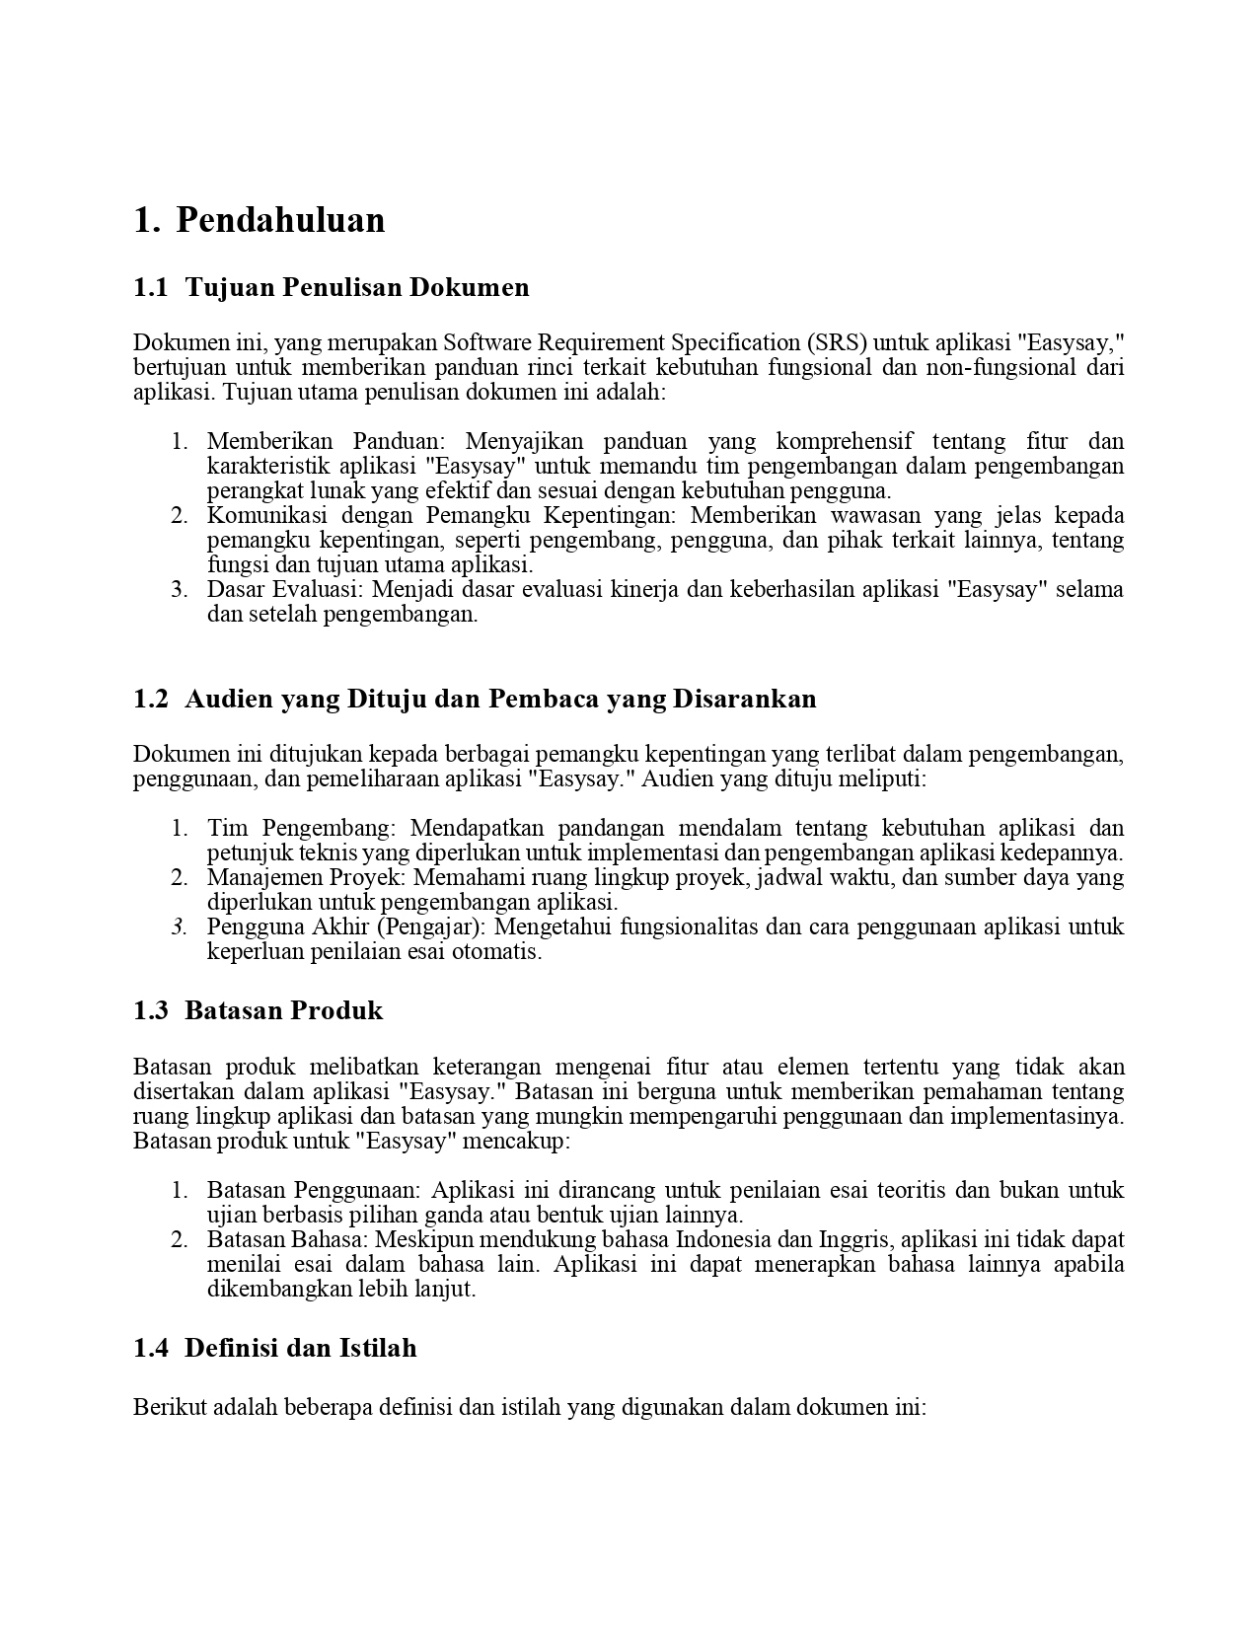 1. Pendahuluan
1.1 Tujuan Penulisan Dokumen
Dokumen ini, yang merupakan Software Requirement Specification (SRS) untuk aplikasi "Easysay,"
bertujuan untuk memberikan panduan rinci terkait kebutuhan fungsional dan non-fungsional dari
aplikasi. Tujuan utama penulisan dokumen ini adalah:
1. Memberikan Panduan: Menyajikan panduan yang komprehensif tentang fitur dan
karakteristik aplikasi "Easysay" untuk memandu tim pengembangan dalam pengembangan
perangkat lunak yang efektif dan sesuai dengan kebutuhan pengguna.
2. Komunikasi dengan Pemangku Kepentingan: Memberikan wawasan yang jelas kepada
pemangku kepentingan, seperti pengembang, pengguna, dan pihak terkait lainnya, tentang
fungsi dan tujuan utama aplikasi.
3. Dasar Evaluasi: Menjadi dasar evaluasi kinerja dan keberhasilan aplikasi "Easysay" selama
dan setelah pengembangan.
1.2 Audien yang Dituju dan Pembaca yang Disarankan
Dokumen ini ditujukan kepada berbagai pemangku kepentingan yang terlibat dalam pengembangan,
penggunaan, dan pemeliharaan aplikasi "Easysay." Audien yang dituju meliputi:
1. Tim Pengembang: Mendapatkan pandangan mendalam tentang kebutuhan aplikasi dan
petunjuk teknis yang diperlukan untuk implementasi dan pengembangan aplikasi kedepannya.
2. Manajemen Proyek: Memahami ruang lingkup proyek, jadwal waktu, dan sumber daya yang
diperlukan untuk pengembangan aplikasi.
3. Pengguna Akhir (Pengajar): Mengetahui fungsionalitas dan cara penggunaan aplikasi untuk
keperluan penilaian esai otomatis.
1.3 Batasan Produk
Batasan produk melibatkan keterangan mengenai fitur atau elemen tertentu yang tidak akan
disertakan dalam aplikasi "Easysay." Batasan ini berguna untuk memberikan pemahaman tentang
ruang lingkup aplikasi dan batasan yang mungkin mempengaruhi penggunaan dan implementasinya.
Batasan produk untuk "Easysay" mencakup:
1. Batasan Penggunaan: Aplikasi ini dirancang untuk penilaian esai teoritis dan bukan untuk
ujian berbasis pilihan ganda atau bentuk ujian lainnya.
2. Batasan Bahasa: Meskipun mendukung bahasa Indonesia dan Inggris, aplikasi ini tidak dapat
menilai esai dalam bahasa lain. Aplikasi ini dapat menerapkan bahasa lainnya apabila
dikembangkan lebih lanjut.
1.4 Definisi dan Istilah
Berikut adalah beberapa definisi dan istilah yang digunakan dalam dokumen ini: